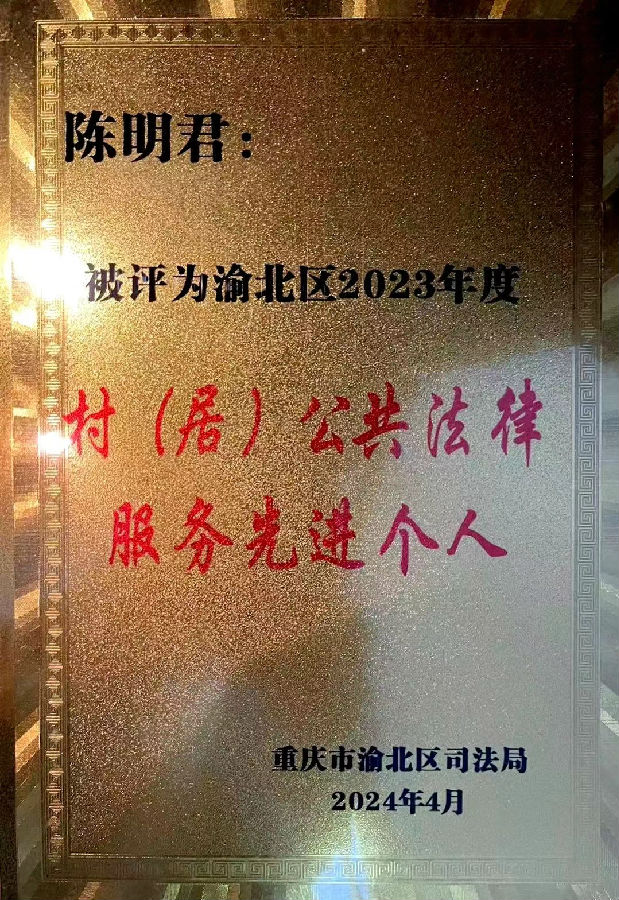 陈明君：
被评为渝北区2023年度
村（居）公共法律
服务先进个人
重庆市渝北区司法局
2024年4月